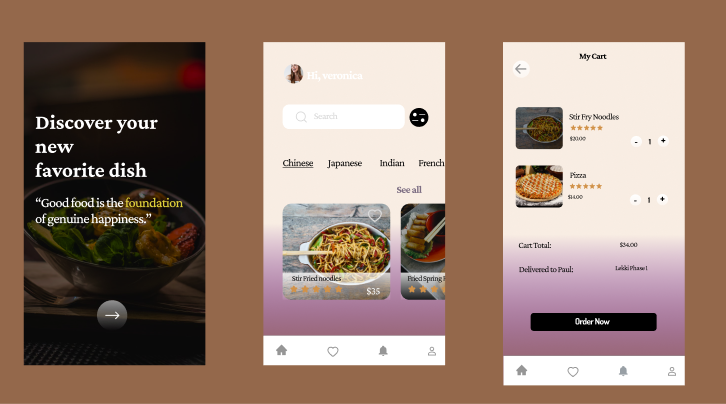 Discover your
new
favorite dish
“Good food is the foundation
of genuine happiness.”
Hi, veronica
Search
Chinese Japanese Indian French
See all
Stir Fried noodles
$35
Fried Spring
My Cart
Stir Fry Noodles
$20.00
- 1 +
Pizza
$14.00
- 1 +
Cart Total: $34.00
Delivered to Paul: Lekki Phase 1
Order Now